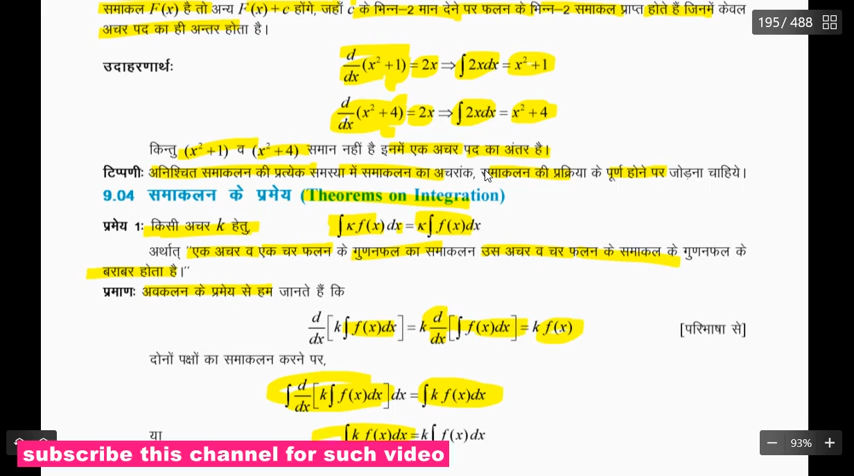 समाकल F(x) है तो अन्य F(x) + c होंगे, जहाँ c के भिन्न–2 मान देने पर फलन के भिन्न–2 समाकल प्राप्त होते हैं जिनमें केवल
अचर पद का ही अन्तर होता है।
195 / 488
उदाहरणार्थः d/dx (x² + 1) = 2x ⇒ ∫ 2xdx = x² + 1
d/dx (x² + 4) = 2x ⇒ ∫ 2xdx = x² + 4
किन्तु (x² + 1) व (x² + 4) समान नहीं है इनमें एक अचर पद का अंतर है।
टिप्पणीः अनिश्चित समाकलन की प्रत्येक समस्या में समाकलन का अचरांक, समाकलन की प्रक्रिया के पूर्ण होने पर जोड़ना चाहिये।
9.04 समाकलन के प्रमेय (Theorems on Integration)
प्रमेय 1: किसी अचर k हेतु, ∫ κ f(x) dx = κ ∫ f(x)dx
अर्थात् "एक अचर व एक चर फलन के गुणनफल का समाकलन उस अचर व चर फलन के समाकल के गुणनफल के
बराबर होता है।"
प्रमाणः अवकलन के प्रमेय से हम जानते हैं कि
d/dx [k ∫ f(x)dx] = k d/dx [∫ f(x)dx] = k f(x) [परिभाषा से]
दोनों पक्षों का समाकलन करने पर,
∫ d/dx [k ∫ f(x)dx] dx = ∫ k f(x)dx
या ∫ k f(x)dx = k ∫ f(x) dx
93%
subscribe this channel for such video